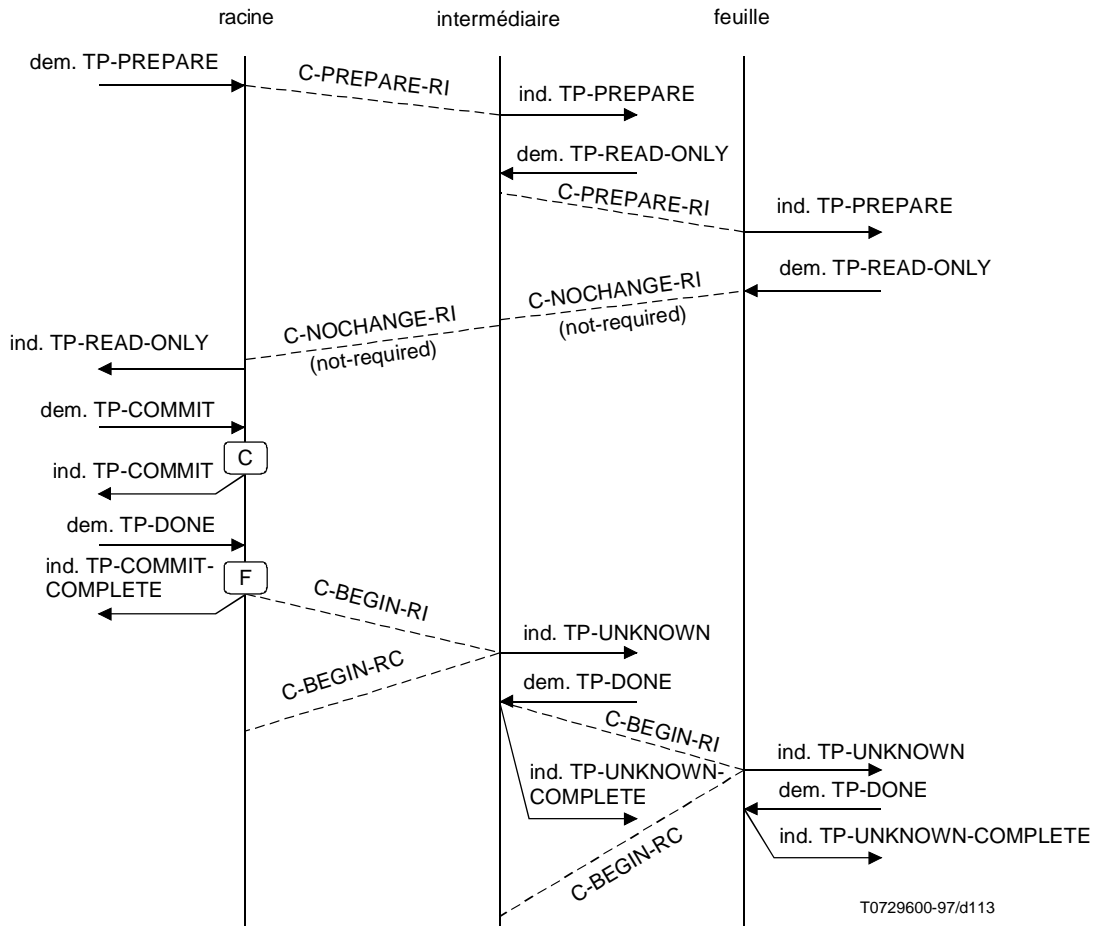 racine
intermédiaire
feuille
dem. TP-PREPARE
C-PREPARE-RI
ind. TP-PREPARE
dem. TP-READ-ONLY
C-PREPARE-RI
ind. TP-PREPARE
dem. TP-READ-ONLY
C-NOCHANGE-RI
(not-required)
C-NOCHANGE-RI
(not-required)
ind. TP-READ-ONLY
dem. TP-COMMIT
C
ind. TP-COMMIT
dem. TP-DONE
ind. TP-COMMIT-
COMPLETE
F
C-BEGIN-RI
ind. TP-UNKNOWN
C-BEGIN-RC
dem. TP-DONE
C-BEGIN-RI
ind. TP-UNKNOWN
ind. TP-UNKNOWN-
COMPLETE
dem. TP-DONE
C-BEGIN-RC
ind. TP-UNKNOWN-COMPLETE
T0729600-97/d113